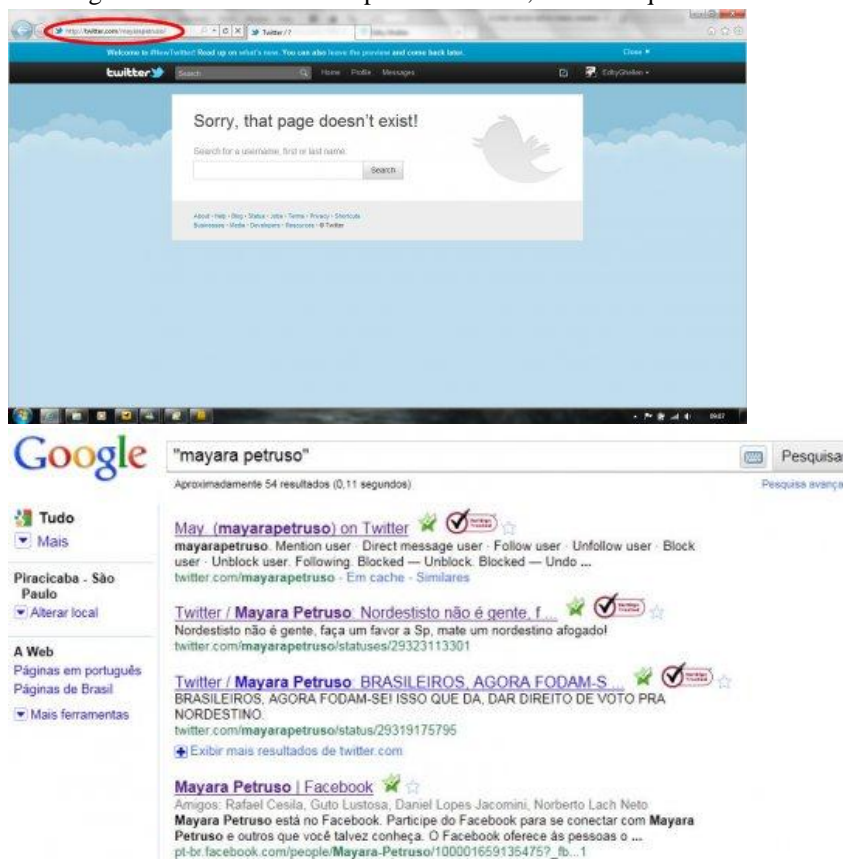 http://twitter.com/mayarapetruso/
Twitter / ?
Welcome to #NewTwitter! Read up on what's new. You can also leave the preview and come back later. Close
twitter Search Home Profile Messages
Sorry, that page doesn't exist!
Search for a username, first or last name
Search
About · Help · Blog · Status · Jobs · Terms · Privacy · Shortcuts
Businesses · Media · Developers · Resources · © Twitter
09:07
Google "mayara petruso" Pesquisa
Aproximadamente 54 resultados (0,11 segundos) Pesquisa avança
Tudo
Mais
Piracicaba - São
Paulo
Alterar local
A Web
Páginas em português
Páginas de Brasil
Mais ferramentas
May. (mayarapetruso) on Twitter
mayarapetruso. Mention user · Direct message user · Follow user · Unfollow user · Block
user · Unblock user. Following. Blocked — Unblock. Blocked — Undo ...
twitter.com/mayarapetruso - Em cache - Similares
Twitter / Mayara Petruso: Nordestisto não é gente, f ...
Nordestisto não é gente, faça um favor a Sp, mate um nordestino afogado!
twitter.com/mayarapetruso/statuses/29323113301
Twitter / Mayara Petruso: BRASILEIROS, AGORA FODAM-S ...
BRASILEIROS, AGORA FODAM-SE! ISSO QUE DA, DAR DIREITO DE VOTO PRA
NORDESTINO.
twitter.com/mayarapetruso/status/29319175795
Exibir mais resultados de twitter.com
Mayara Petruso | Facebook
Amigos: Rafael Cesila, Guto Lustosa, Daniel Lopes Jacomini, Norberto Lach Neto
Mayara Petruso está no Facebook. Participe do Facebook para se conectar com Mayara
Petruso e outros que você talvez conheça. O Facebook oferece às pessoas o ...
pt-br.facebook.com/people/Mayara-Petruso/100001659135475?_fb...1